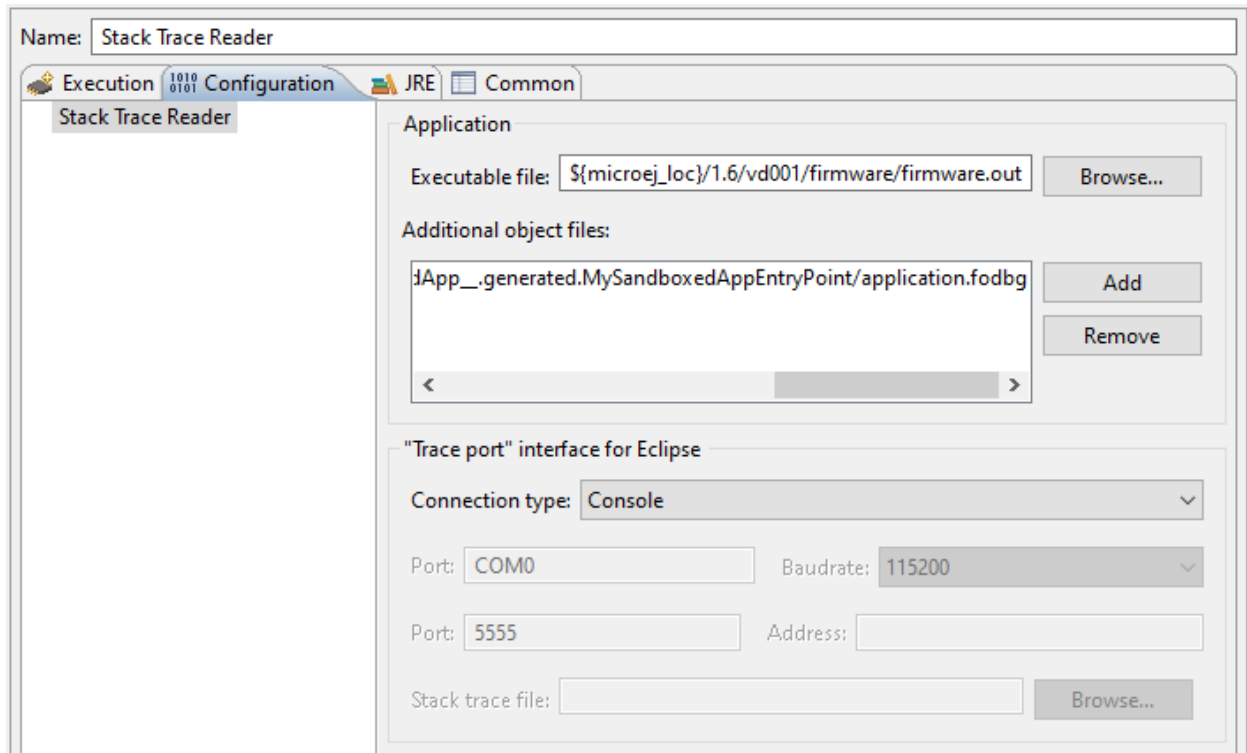 Name: Stack Trace Reader
Execution 1010 0101 Configuration JRE Common
Stack Trace Reader
Application
Executable file: ${microej_loc}/1.6/vd001/firmware/firmware.out Browse...
Additional object files:
dApp__.generated.MySandboxedAppEntryPoint/application.fodbg Add
Remove
"Trace port" interface for Eclipse
Connection type: Console
Port: COM0 Baudrate: 115200
Port: 5555 Address:
Stack trace file: Browse...